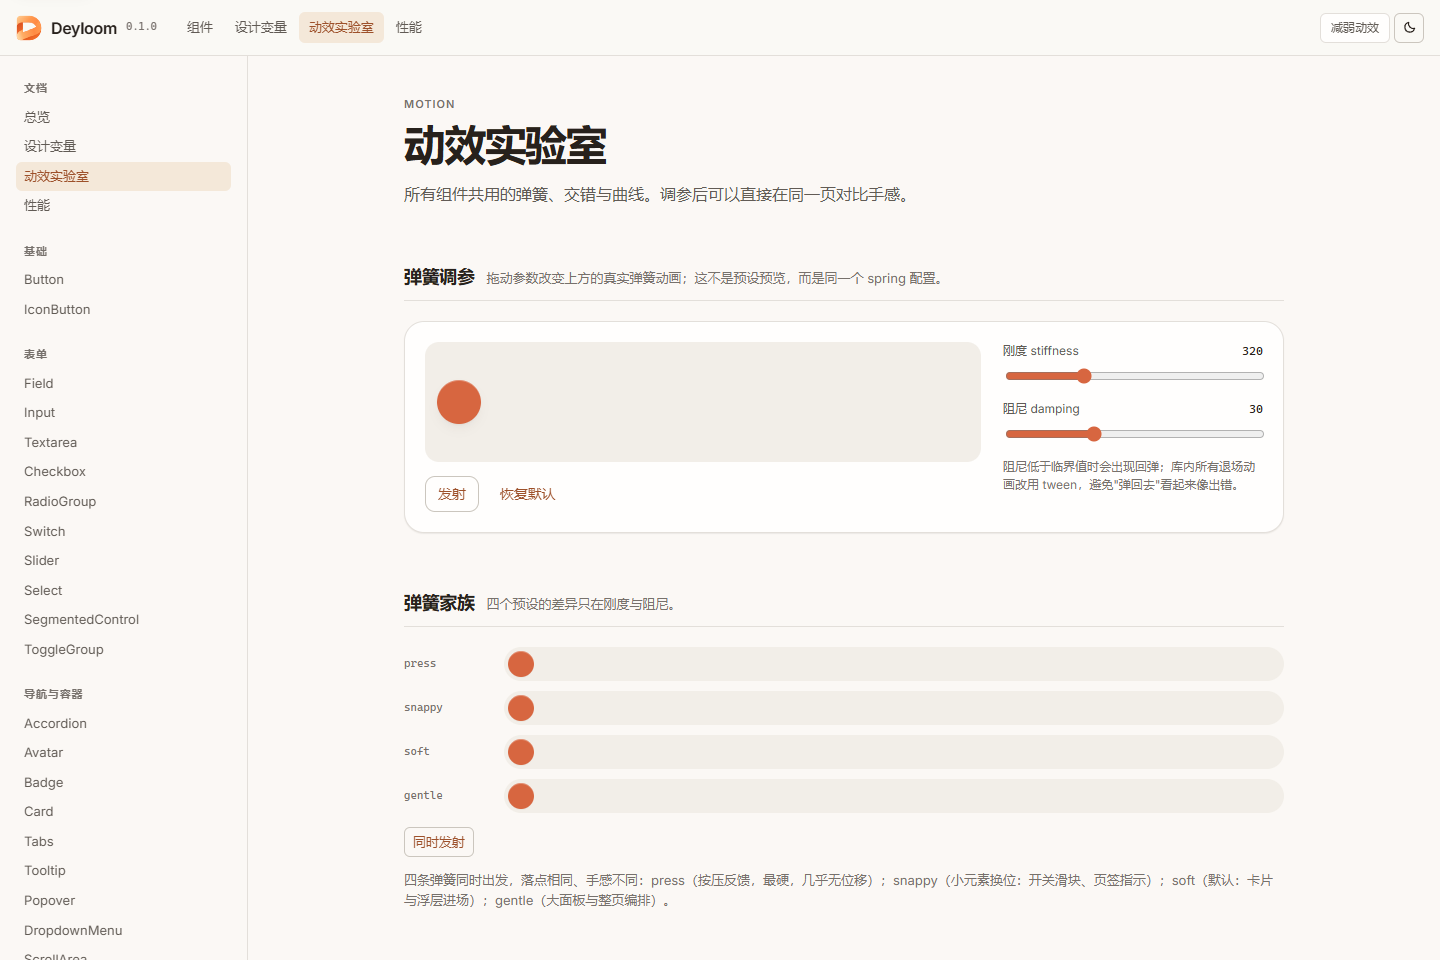 Deyloom 0.1.0 组件 设计变量 动效实验室 性能 减弱动效
文档
总览
设计变量
动效实验室
性能
基础
Button
IconButton
表单
Field
Input
Textarea
Checkbox
RadioGroup
Switch
Slider
Select
SegmentedControl
ToggleGroup
导航与容器
Accordion
Avatar
Badge
Card
Tabs
Tooltip
Popover
DropdownMenu
ScrollArea
MOTION
动效实验室
所有组件共用的弹簧、交错与曲线。调参后可以直接在同一页对比手感。
弹簧调参 拖动参数改变上方的真实弹簧动画；这不是预设预览，而是同一个 spring 配置。
刚度 stiffness 320
阻尼 damping 30
阻尼低于临界值时会出现回弹；库内所有退场动
画改用 tween，避免"弹回去"看起来像出错。
发射 恢复默认
弹簧家族 四个预设的差异只在刚度与阻尼。
press
snappy
soft
gentle
同时发射
四条弹簧同时出发，落点相同、手感不同：press（按压反馈，最硬，几乎无位移）；snappy（小元素换位：开关滑块、页签指示）；soft（默认：卡片
与浮层进场）；gentle（大面板与整页编排）。